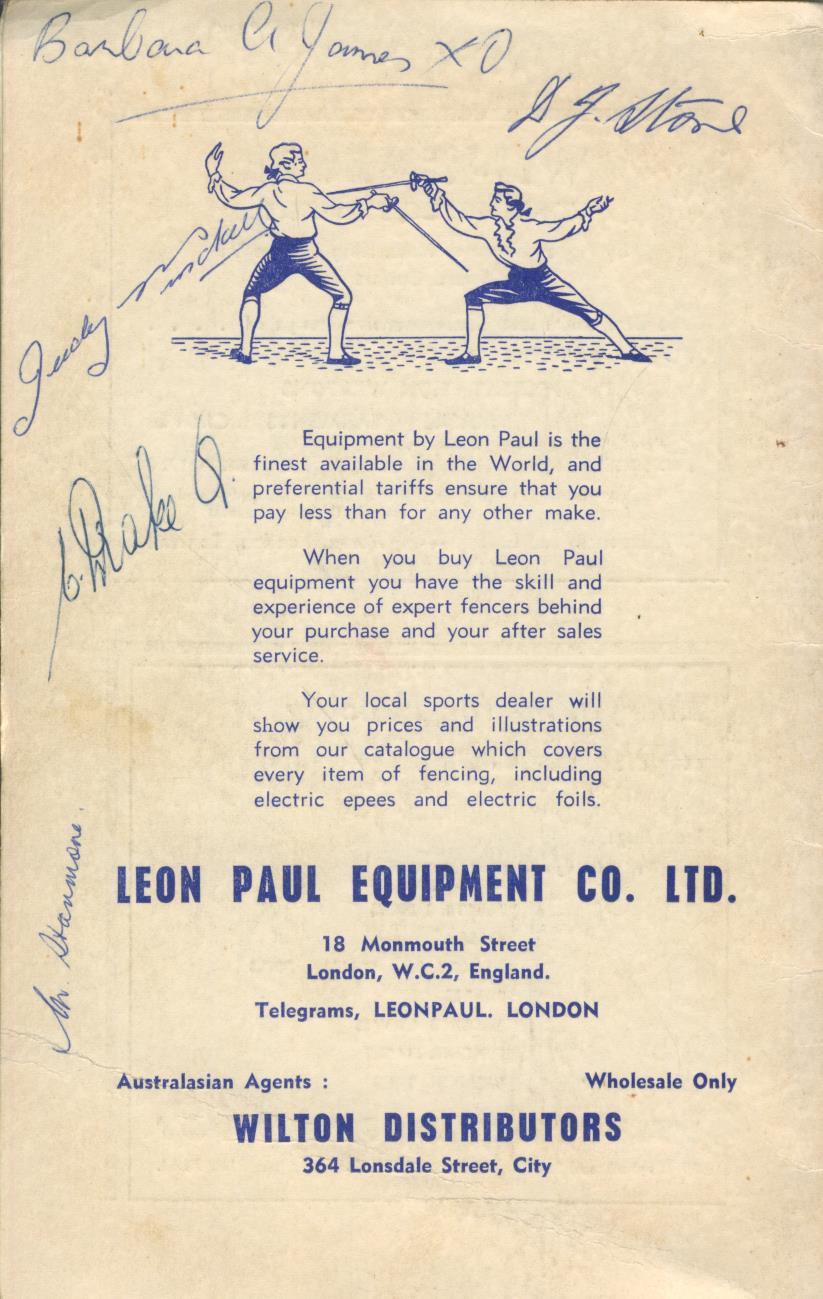 Barbara A James XO
D J. Stone
Judy
Equipment by Leon Paul is the
finest available in the World, and
preferential tariffs ensure that you
pay less than for any other make.
When you buy Leon Paul
equipment you have the skill and
experience of expert fencers behind
your purchase and your after sales
service.
Your local sports dealer will
show you prices and illustrations
from our catalogue which covers
every item of fencing, including
electric epees and electric foils.
Stanmore.
LEON PAUL EQUIPMENT CO. LTD.
18 Monmouth Street
London, W.C.2, England.
Telegrams, LEONPAUL. LONDON
Australasian Agents : Wholesale Only
WILTON DISTRIBUTORS
364 Lonsdale Street, City